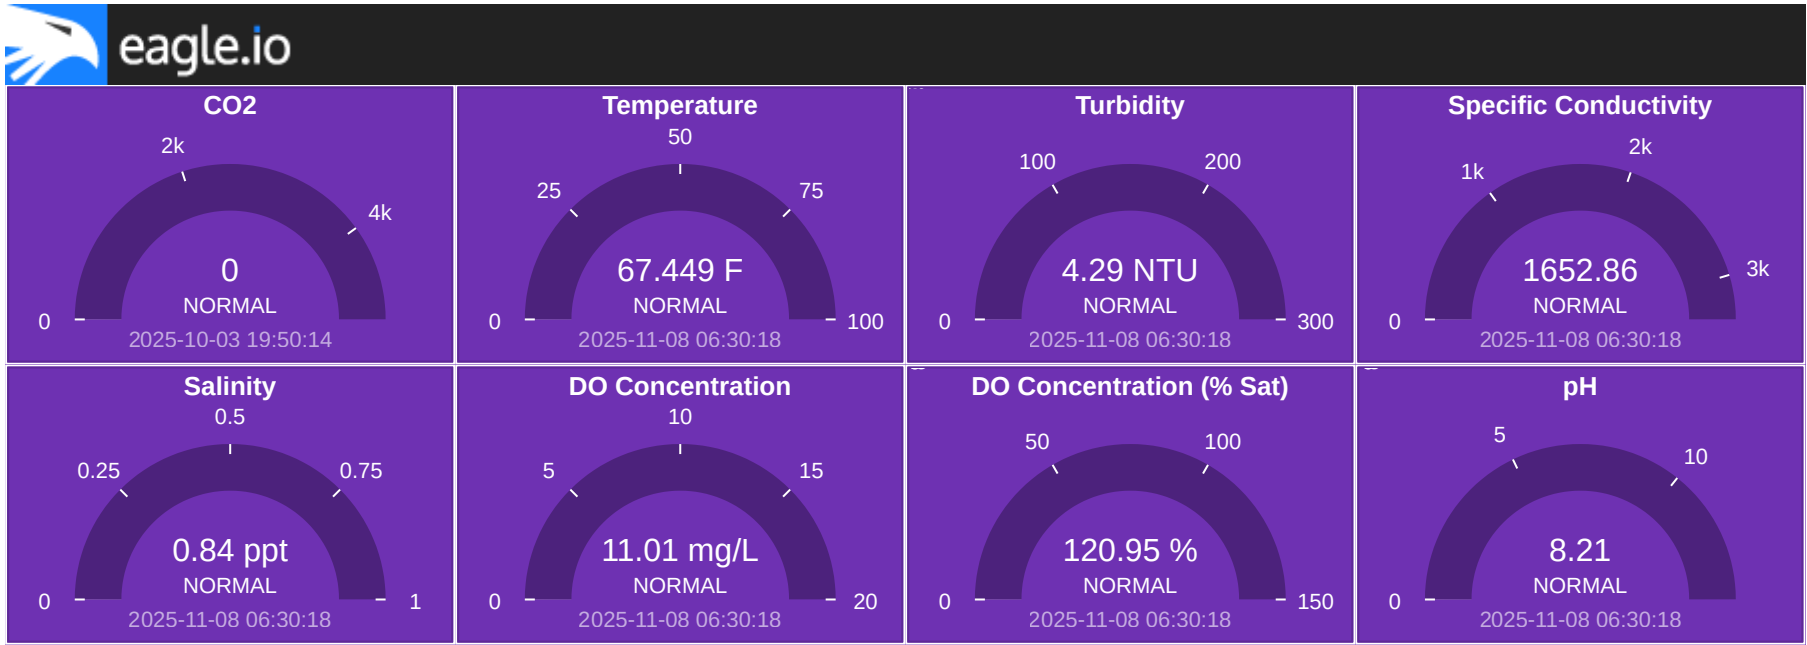 eagle.io
CO2
2k
4k
0
0
NORMAL
2025-10-03 19:50:14
Temperature
50
25
75
67.449 F
NORMAL
0
100
2025-11-08 06:30:18
Turbidity
100
200
4.29 NTU
NORMAL
0
300
2025-11-08 06:30:18
Specific Conductivity
2k
1k
3k
1652.86
NORMAL
0
2025-11-08 06:30:18
Salinity
0.5
0.25
0.75
0.84 ppt
NORMAL
0
1
2025-11-08 06:30:18
DO Concentration
10
5
15
11.01 mg/L
NORMAL
0
20
2025-11-08 06:30:18
DO Concentration (% Sat)
50
100
120.95 %
NORMAL
0
150
2025-11-08 06:30:18
pH
5
10
8.21
NORMAL
0
2025-11-08 06:30:18